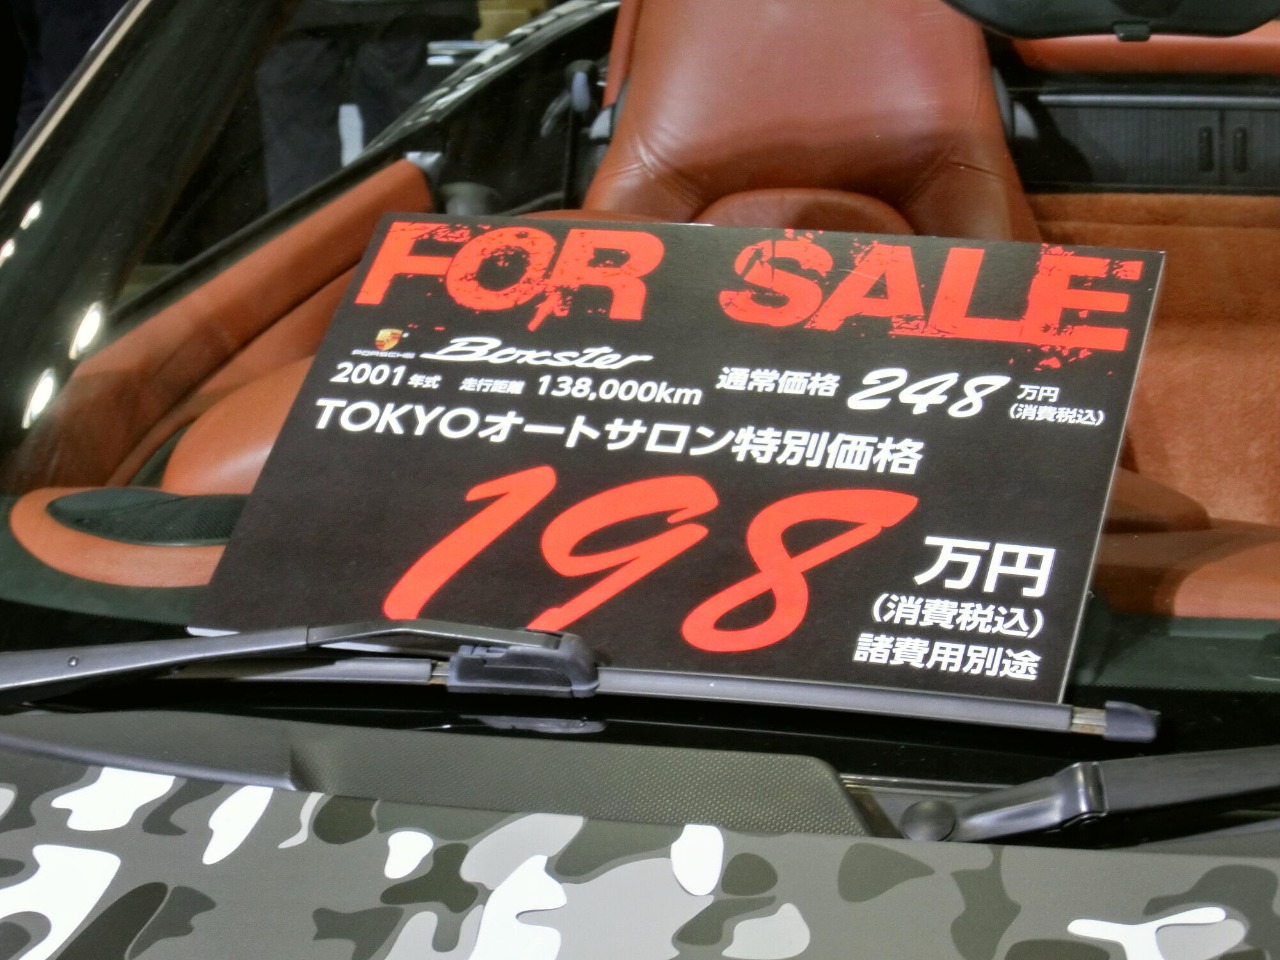 FOR SALE
PORSCHE Boxster
2001年式 走行距離 138,000km
通常価格 248 万円
(消費税込)
TOKYOオートサロン特別価格
198 万円
(消費税込)
諸費用別途